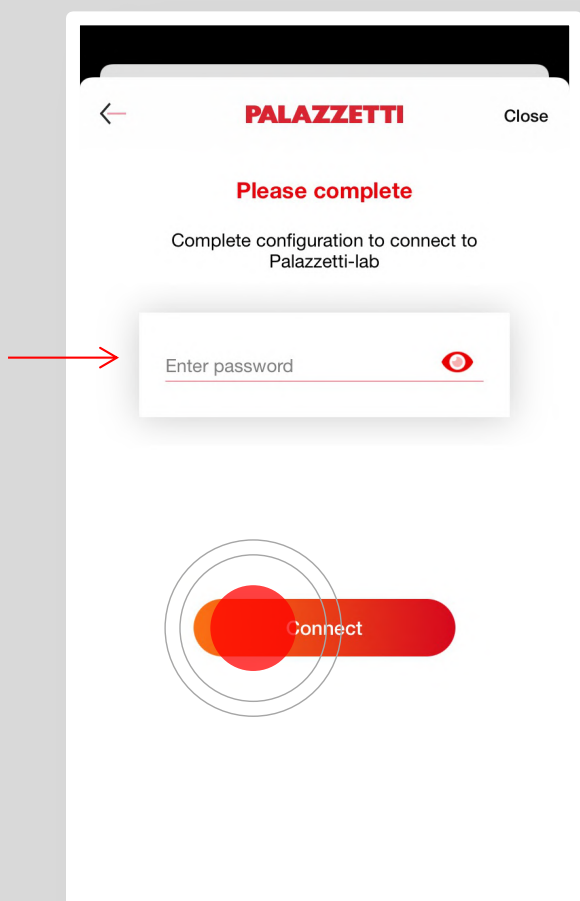 PALAZZETTI
Close
Please complete
Complete configuration to connect to
Palazzetti-lab
Enter password
Connect